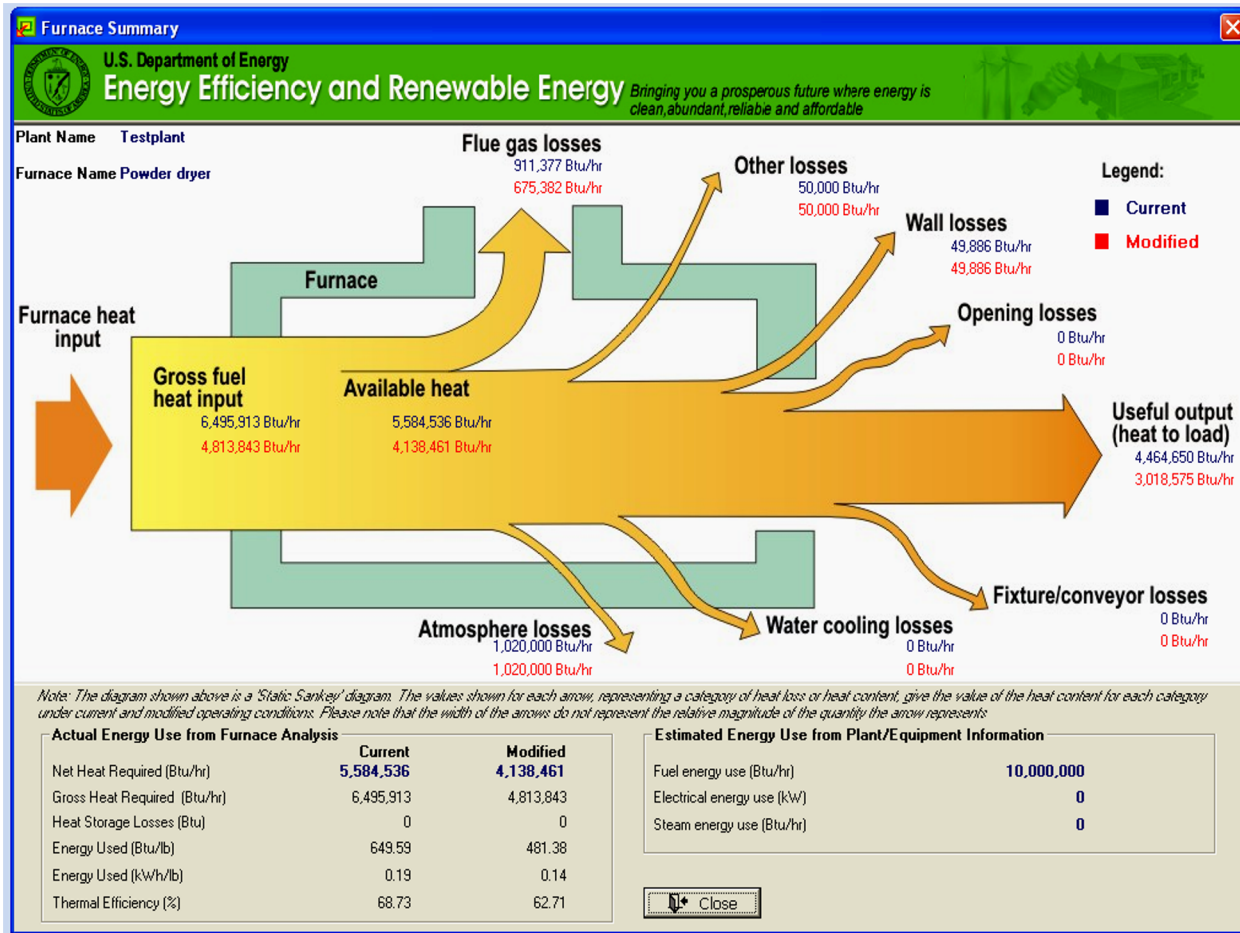 Furnace Summary
U.S. Department of Energy
Energy Efficiency and Renewable Energy
Bringing you a prosperous future where energy is
clean,abundant,reliable and affordable
Plant Name Testplant
Furnace Name Powder dryer
Flue gas losses
911,377 Btu/hr
675,382 Btu/hr
Other losses
50,000 Btu/hr
50,000 Btu/hr
Wall losses
49,886 Btu/hr
49,886 Btu/hr
Legend:
Current
Modified
Furnace
Furnace heat
input
Opening losses
0 Btu/hr
0 Btu/hr
Gross fuel
heat input
6,495,913 Btu/hr
4,813,843 Btu/hr
Available heat
5,584,536 Btu/hr
4,138,461 Btu/hr
Useful output
(heat to load)
4,464,650 Btu/hr
3,018,575 Btu/hr
Atmosphere losses
1,020,000 Btu/hr
1,020,000 Btu/hr
Water cooling losses
0 Btu/hr
0 Btu/hr
Fixture/conveyor losses
0 Btu/hr
0 Btu/hr
Note: The diagram shown above is a 'Static Sankey' diagram. The values shown for each arrow, representing a category of heat loss or heat content, give the value of the heat content for each category
under current and modified operating conditions. Please note that the width of the arrows do not represent the relative magnitude of the quantity the arrow represents
Actual Energy Use from Furnace Analysis
Current Modified
Net Heat Required (Btu/hr) 5,584,536 4,138,461
Gross Heat Required (Btu/hr) 6,495,913 4,813,843
Heat Storage Losses (Btu) 0 0
Energy Used (Btu/lb) 649.59 481.38
Energy Used (kWh/lb) 0.19 0.14
Thermal Efficiency (%) 68.73 62.71
Estimated Energy Use from Plant/Equipment Information
Fuel energy use (Btu/hr) 10,000,000
Electrical energy use (kW) 0
Steam energy use (Btu/hr) 0
Close